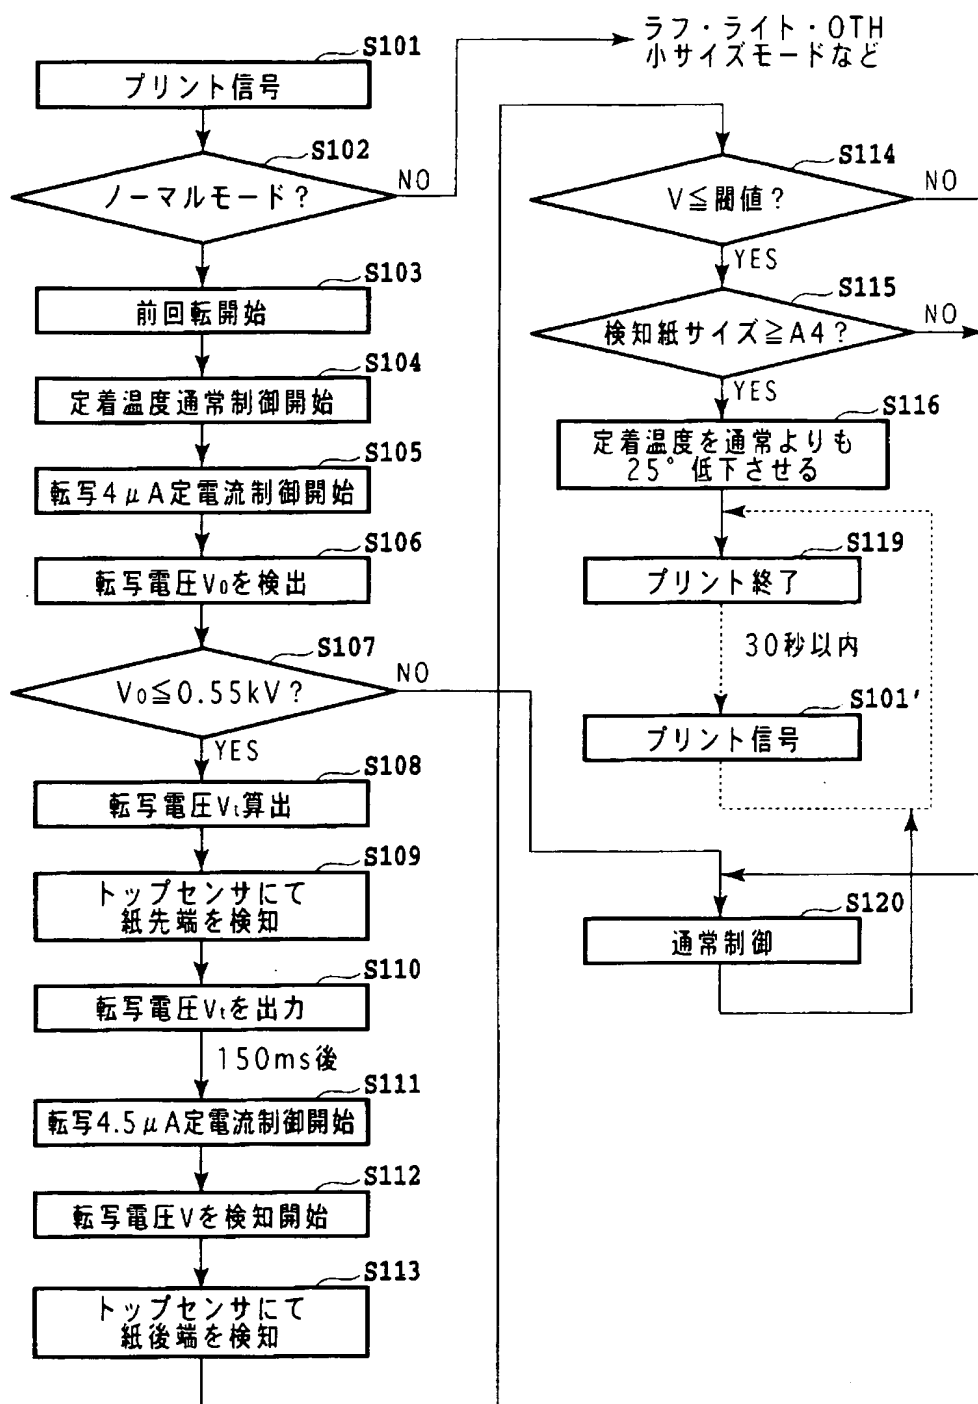 S101
プリント信号
S102
ノーマルモード？
NO
ラフ・ライト・OTH
小サイズモードなど
S103
前回転開始
S104
定着温度通常制御開始
S105
転写4μA定電流制御開始
S106
転写電圧V₀を検出
S107
V₀≦0.55kV？
NO
YES
S108
転写電圧Vₜ算出
S109
トップセンサにて
紙先端を検知
S110
転写電圧Vₜを出力
150ms後
S111
転写4.5μA定電流制御開始
S112
転写電圧Vを検知開始
S113
トップセンサにて
紙後端を検知
S114
V≦閾値？
NO
YES
S115
検知紙サイズ≧A4？
NO
YES
S116
定着温度を通常よりも
25°低下させる
S119
プリント終了
30秒以内
S101′
プリント信号
S120
通常制御